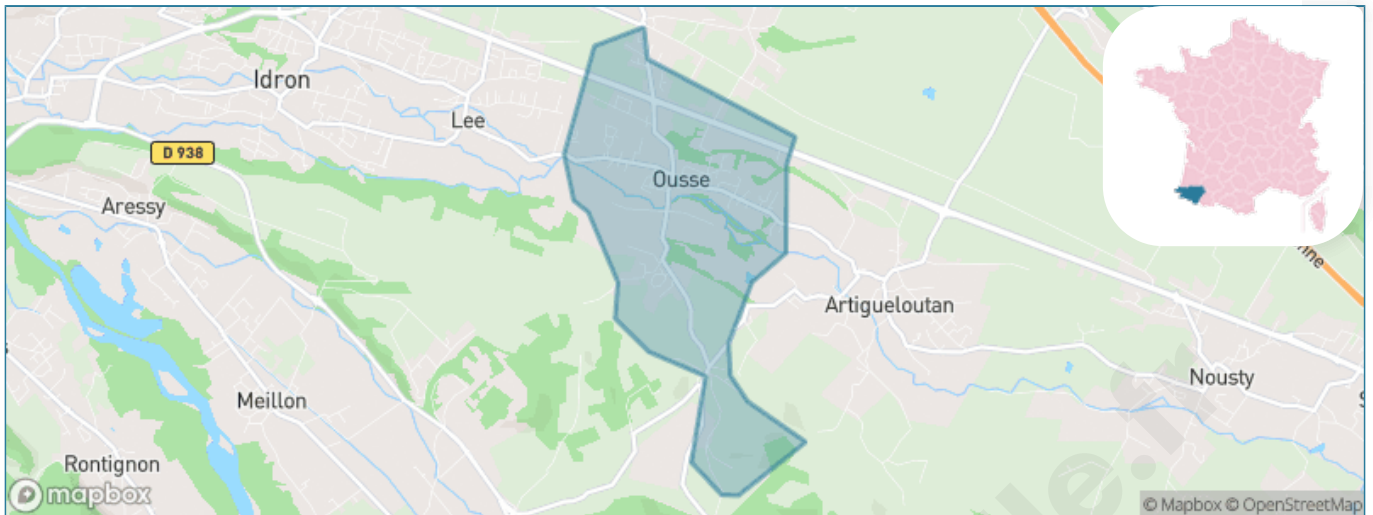 Idron
Lee
D 938
Ousse
Aressy
Artigueloutan
Nousty
Meillon
Rontignon
mapbox
© Mapbox © OpenStreetMap